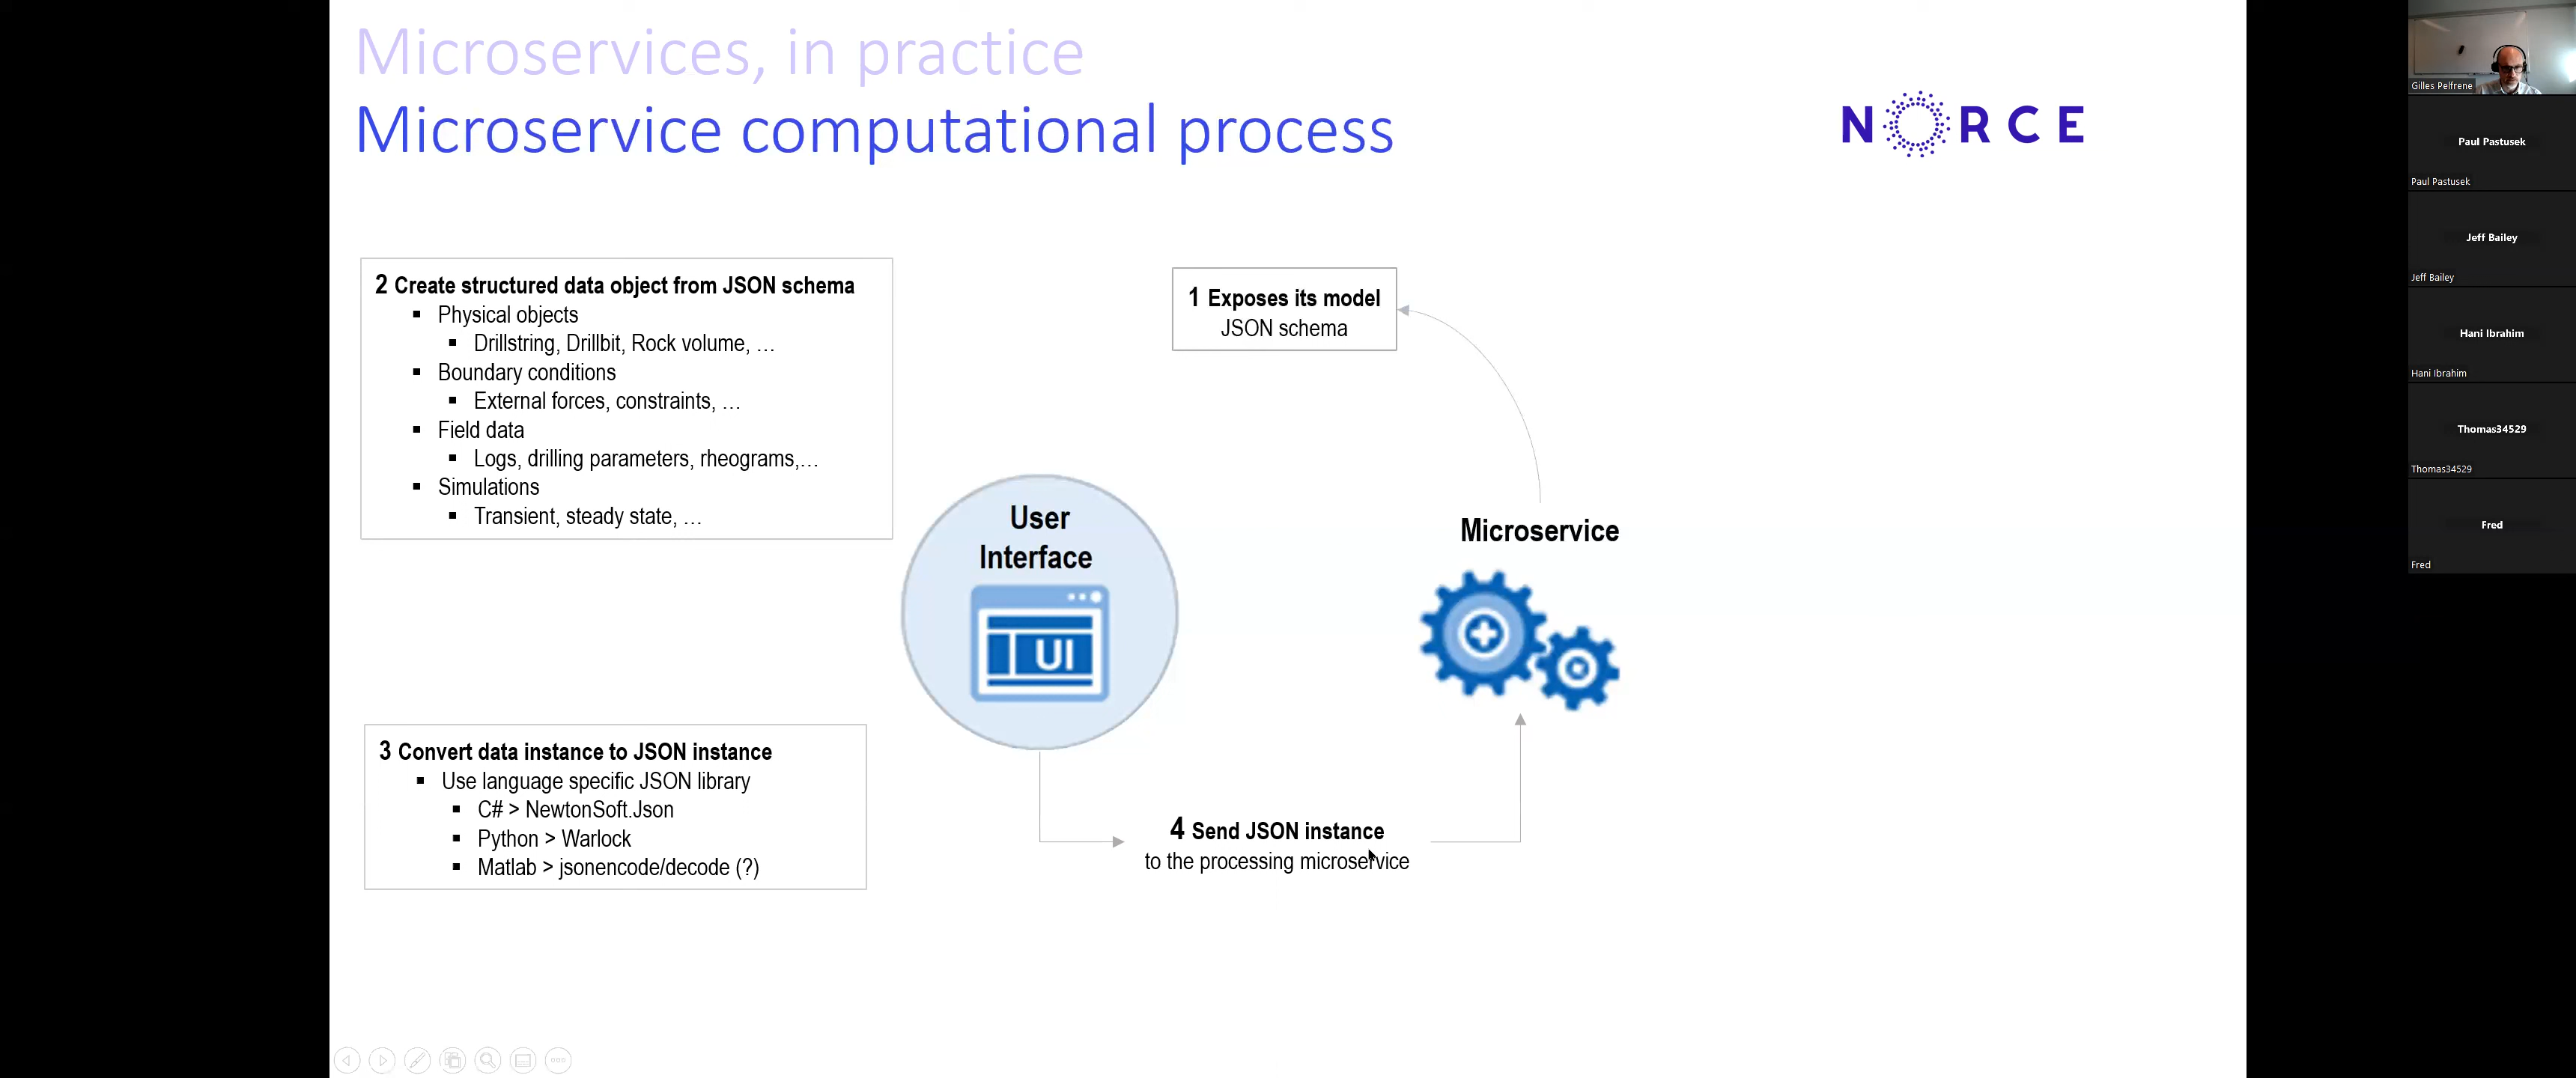 Microservices, in practice
Microservice computational process
NORCE
2 Create structured data object from JSON schema
Physical objects
Drillstring, Drillbit, Rock volume, …
Boundary conditions
External forces, constraints, …
Field data
Logs, drilling parameters, rheograms,…
Simulations
Transient, steady state, …
1 Exposes its model
JSON schema
User
Interface
UI
Microservice
3 Convert data instance to JSON instance
Use language specific JSON library
C# > NewtonSoft.Json
Python > Warlock
Matlab > jsonencode/decode (?)
4 Send JSON instance
to the processing microservice
Gilles Pelfrene
Paul Pastusek
Paul Pastusek
Jeff Bailey
Jeff Bailey
Hani Ibrahim
Hani Ibrahim
Thomas34529
Thomas34529
Fred
Fred